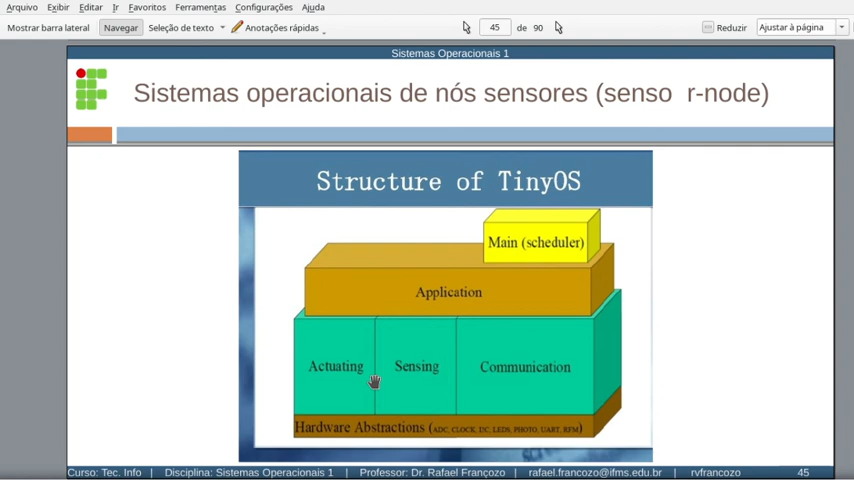 Arquivo Exibir Editar Ir Favoritos Ferramentas Configurações Ajuda
Mostrar barra lateral Navegar Seleção de texto Anotações rápidas 45 de 90 Reduzir Ajustar à página
Sistemas Operacionais 1
Sistemas operacionais de nós sensores (senso r-node)
Structure of TinyOS
Main (scheduler)
Application
Actuating Sensing Communication
Hardware Abstractions (ADC, CLOCK, I²C, LEDS, PHOTO, UART, RFM)
Curso: Tec. Info | Disciplina: Sistemas Operacionais 1 | Professor: Dr. Rafael Françozo | rafael.francozo@ifms.edu.br | rvfrancozo 45